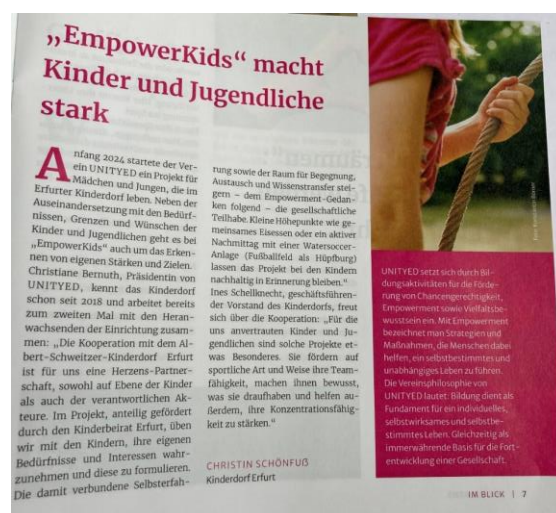 „EmpowerKids“ macht
Kinder und Jugendliche
stark
Anfang 2024 startete der Ver-
ein UNITYED ein Projekt für
Mädchen und Jungen, die im
Erfurter Kinderdorf leben. Neben der
Auseinandersetzung mit den Bedürf-
nissen, Grenzen und Wünschen der
Kinder und Jugendlichen geht es bei
„EmpowerKids“ auch um das Erken-
nen von eigenen Stärken und Zielen.
Christiane Bernuth, Präsidentin von
UNITYED, kennt das Kinderdorf
schon seit 2018 und arbeitet bereits
zum zweiten Mal mit den Heran-
wachsenden der Einrichtung zusam-
men: „Die Kooperation mit dem Al-
bert-Schweitzer-Kinderdorf Erfurt
ist für uns eine Herzens-Partner-
schaft, sowohl auf Ebene der Kinder
als auch der verantwortlichen Ak-
teure. Im Projekt, anteilig gefördert
durch den Kinderbeirat Erfurt, üben
wir mit den Kindern, ihre eigenen
Bedürfnisse und Interessen wahr-
zunehmen und diese zu formulieren.
Die damit verbundene Selbsterfah-
rung sowie der Raum für Begegnung,
Austausch und Wissenstransfer stei-
gern – dem Empowerment-Gedan-
ken folgend – die gesellschaftliche
Teilhabe. Kleine Höhepunkte wie ge-
meinsames Eisessen oder ein aktiver
Nachmittag mit einer Watersoccer-
Anlage (Fußballfeld als Hüpfburg)
lassen das Projekt bei den Kindern
nachhaltig in Erinnerung bleiben.“
Ines Schellknecht, geschäftsführen-
der Vorstand des Kinderdorfs, freut
sich über die Kooperation: „Für die
uns anvertrauten Kinder und Ju-
gendlichen sind solche Projekte et-
was Besonderes. Sie fördern auf
sportliche Art und Weise ihre Team-
fähigkeit, machen ihnen bewusst,
was sie draufhaben und helfen au-
ßerdem, ihre Konzentrationsfähig-
keit zu stärken.“
CHRISTIN SCHÖNFUß
Kinderdorf Erfurt
UNITYED setzt sich durch Bil-
dungsaktivitäten für die Förde-
rung von Chancengerechtigkeit,
Empowerment sowie Vielfaltsbe-
wusstsein ein. Mit Empowerment
bezeichnet man Strategien und
Maßnahmen, die Menschen dabei
helfen, ein selbstbestimmtes und
unabhängiges Leben zu führen.
Die Vereinsphilosophie von
UNITYED lautet: Bildung dient als
Fundament für ein individuelles,
selbstwirksames und selbstbe-
stimmtes Leben. Gleichzeitig als
immerwährende Basis für die Fort-
entwicklung einer Gesellschaft.
IM BLICK | 7